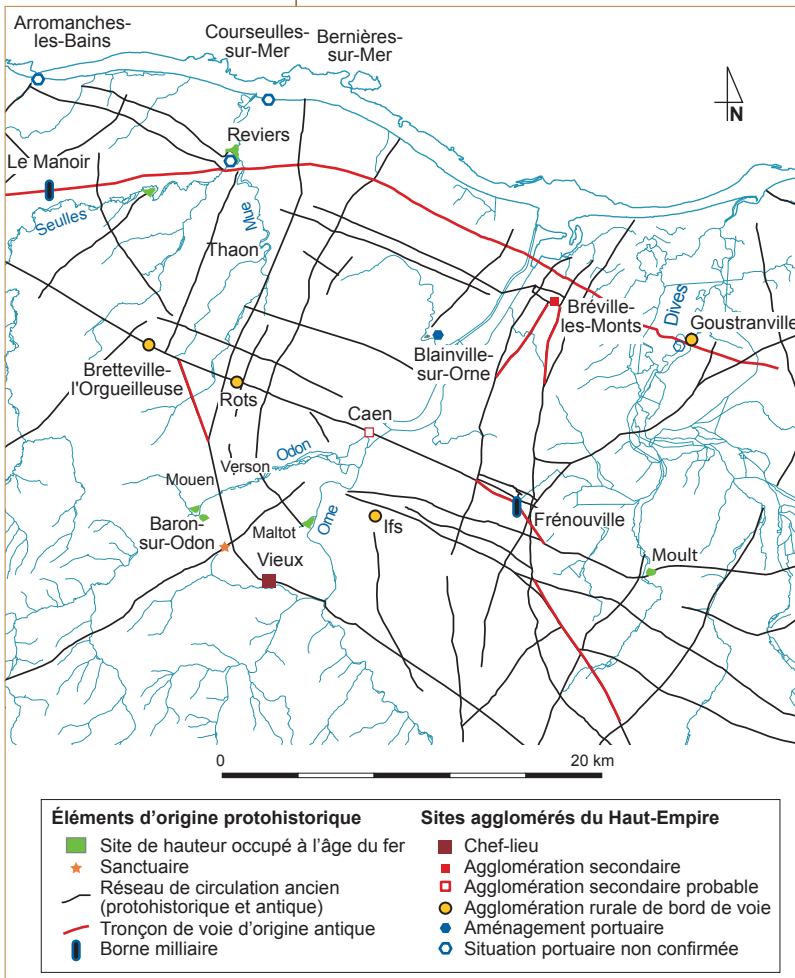 Arromanches-
les-Bains
Courseulles-
sur-Mer
Bernières-
sur-Mer
N
Reviers
Le Manoir
Seulles
Mue
Thaon
Bréville-
les-Monts
Dives
Goustranville
Blainville-
sur-Orne
Bretteville-
l'Orgueilleuse
Rots
Caen
Odon
Verson
Mouen
Baron-
sur-Odon
Maltot
Orne
Ifs
Frénouville
Moult
Vieux
0 20 km
Éléments d'origine protohistorique
Site de hauteur occupé à l'âge du fer
Sanctuaire
Réseau de circulation ancien
(protohistorique et antique)
Tronçon de voie d'origine antique
Borne milliaire
Sites agglomérés du Haut-Empire
Chef-lieu
Agglomération secondaire
Agglomération secondaire probable
Agglomération rurale de bord de voie
Aménagement portuaire
Situation portuaire non confirmée